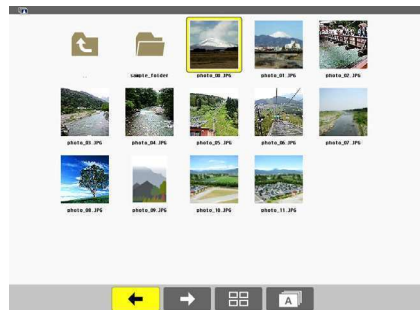 ..
sample_folder
photo_00.JPG
photo_01.JPG
photo_02.JPG
photo_03.JPG
photo_04.JPG
photo_05.JPG
photo_06.JPG
photo_07.JPG
photo_08.JPG
photo_09.JPG
photo_10.JPG
photo_11.JPG
A